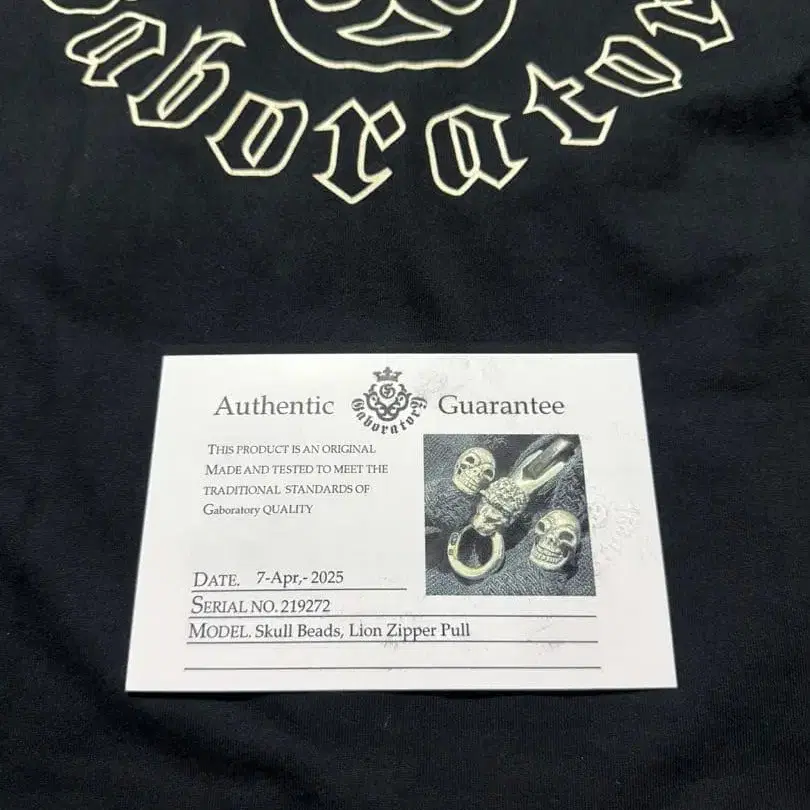 Gaboratory
Authentic Gaboratory Guarantee
THIS PRODUCT IS AN ORIGINAL
MADE AND TESTED TO MEET THE
TRADITIONAL STANDARDS OF
Gaboratory QUALITY
DATE. 7-Apr,- 2025
SERIAL NO. 219272
MODEL. Skull Beads, Lion Zipper Pull